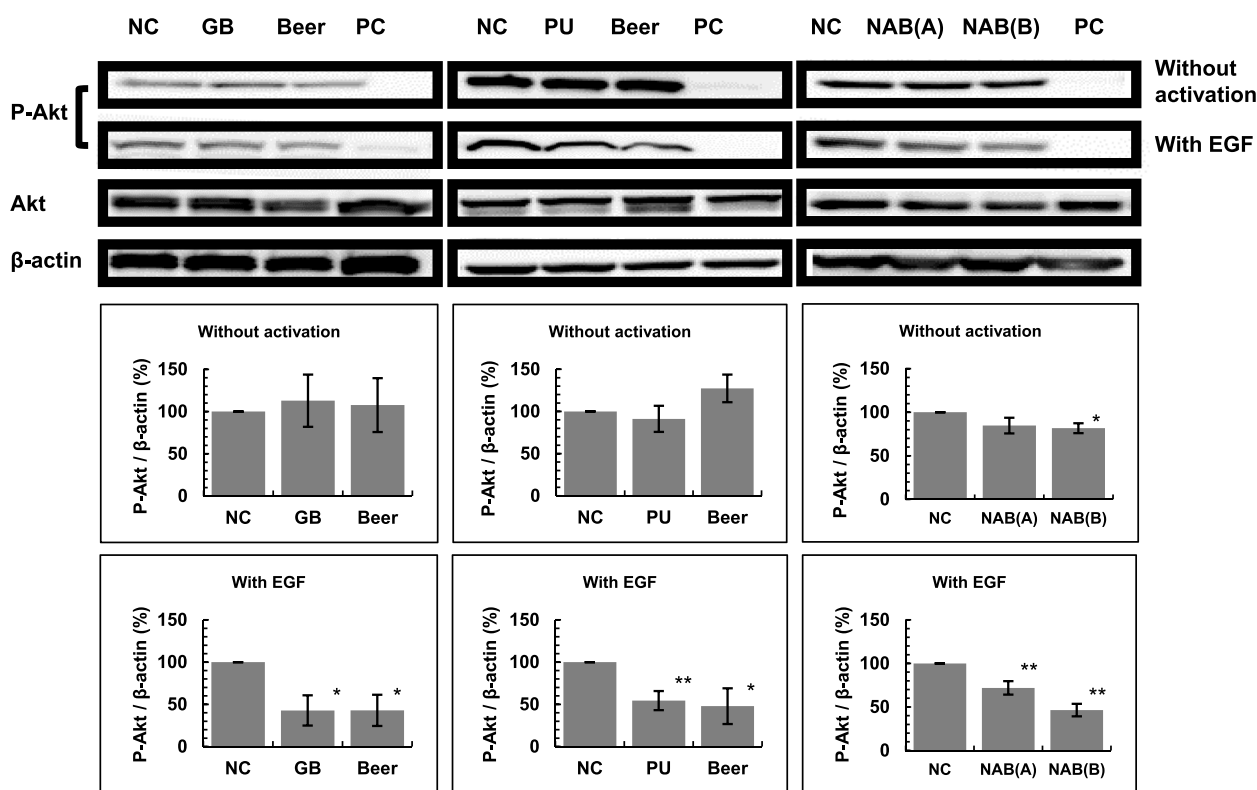 NC GB Beer PC NC PU Beer PC NC NAB(A) NAB(B) PC
Without
activation
P-Akt
With EGF
Akt
β-actin
Without activation
P-Akt / β-actin (%)
150
100
50
0
NC GB Beer
Without activation
P-Akt / β-actin (%)
150
100
50
0
NC PU Beer
Without activation
P-Akt / β-actin (%)
150
100
50
0
*
NC NAB(A) NAB(B)
With EGF
P-Akt / β-actin (%)
150
100
50
0
* *
NC GB Beer
With EGF
P-Akt / β-actin (%)
150
100
50
0
** *
NC PU Beer
With EGF
P-Akt / β-actin (%)
150
100
50
0
** **
NC NAB(A) NAB(B)